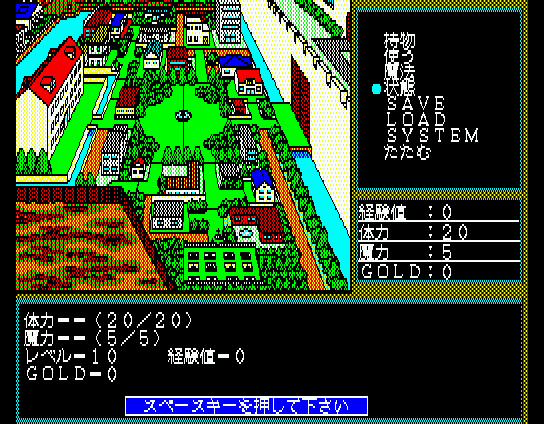 持物
使う
魔法
状態
ＳＡＶＥ
ＬＯＡＤ
ＳＹＳＴＥＭ
たたむ
経験値：０
体力：２０
魔力：５
ＧＯＬＤ：０
体力ーー（２０／２０）
魔力ーー（５／５）
レベルー１０　　経験値ー０
ＧＯＬＤー０
スペースキーを押して下さい